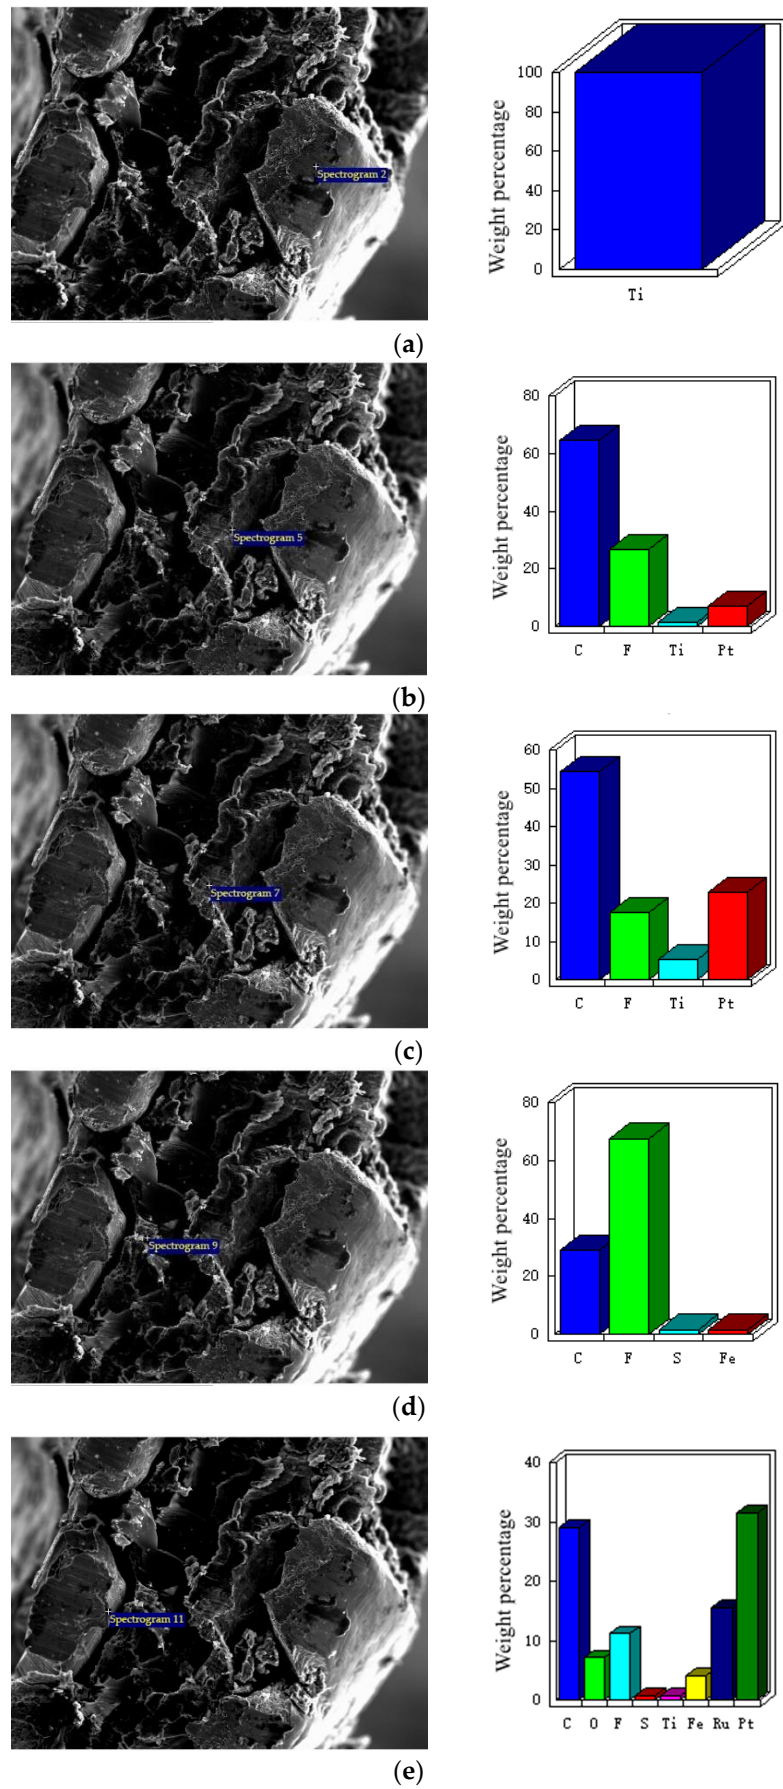 Spectrogram 2
Weight percentage
100
80
60
40
20
0
Ti
(a)
Spectrogram 5
Weight percentage
80
60
40
20
0
C F Ti Pt
(b)
Spectrogram 7
Weight percentage
60
50
40
30
20
10
0
C F Ti Pt
(c)
Spectrogram 9
Weight percentage
80
60
40
20
0
C F S Fe
(d)
Spectrogram 11
Weight percentage
40
30
20
10
0
C O F S Ti Fe Ru Pt
(e)